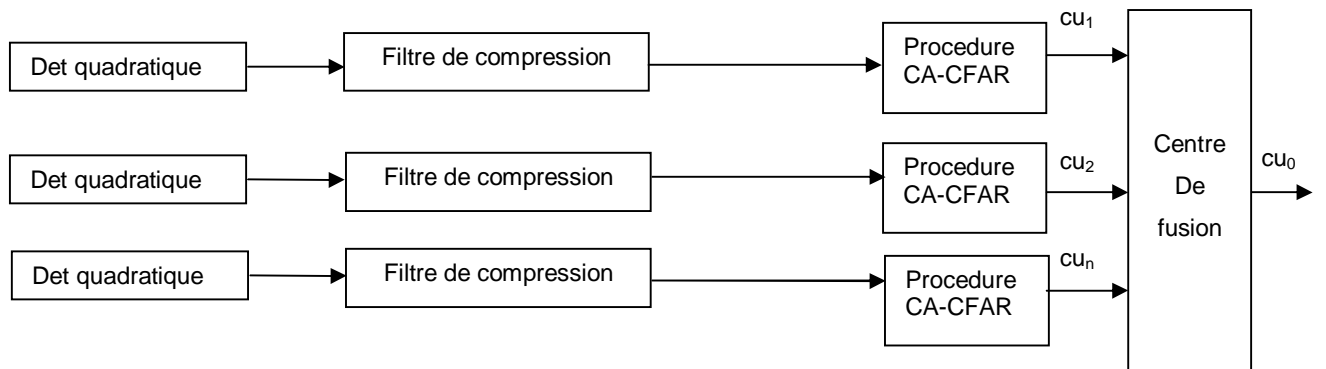 Det quadratique
Filtre de compression
Procedure
CA-CFAR
cu₁
Det quadratique
Filtre de compression
Procedure
CA-CFAR
cu₂
Det quadratique
Filtre de compression
Procedure
CA-CFAR
cuₙ
Centre
De
fusion
cu₀